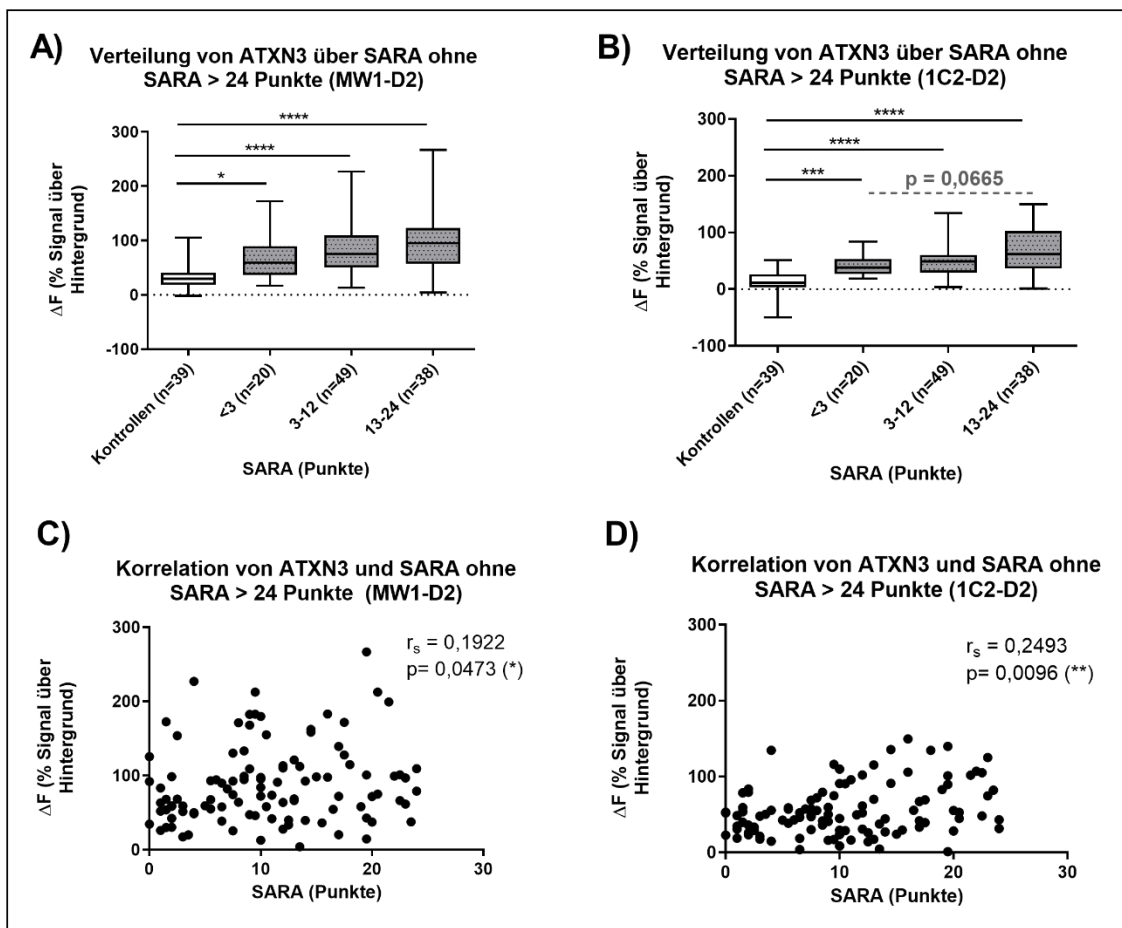 A)
Verteilung von ATXN3 über SARA ohne
SARA > 24 Punkte (MW1-D2)
ΔF (% Signal über
Hintergrund)
300
200
100
0
-100
****
****
*
Kontrollen (n=39)
<3 (n=20)
3-12 (n=49)
13-24 (n=38)
SARA (Punkte)
B)
Verteilung von ATXN3 über SARA ohne
SARA > 24 Punkte (1C2-D2)
ΔF (% Signal über
Hintergrund)
300
200
100
0
-100
****
****
***
p = 0,0665
Kontrollen (n=39)
<3 (n=20)
3-12 (n=49)
13-24 (n=38)
SARA (Punkte)
C)
Korrelation von ATXN3 und SARA ohne
SARA > 24 Punkte (MW1-D2)
ΔF (% Signal über
Hintergrund)
300
200
100
0
rs = 0,1922
p= 0,0473 (*)
0
10
20
30
SARA (Punkte)
D)
Korrelation von ATXN3 und SARA ohne
SARA > 24 Punkte (1C2-D2)
ΔF (% Signal über
Hintergrund)
300
200
100
0
rs = 0,2493
p= 0,0096 (**)
0
10
20
30
SARA (Punkte)